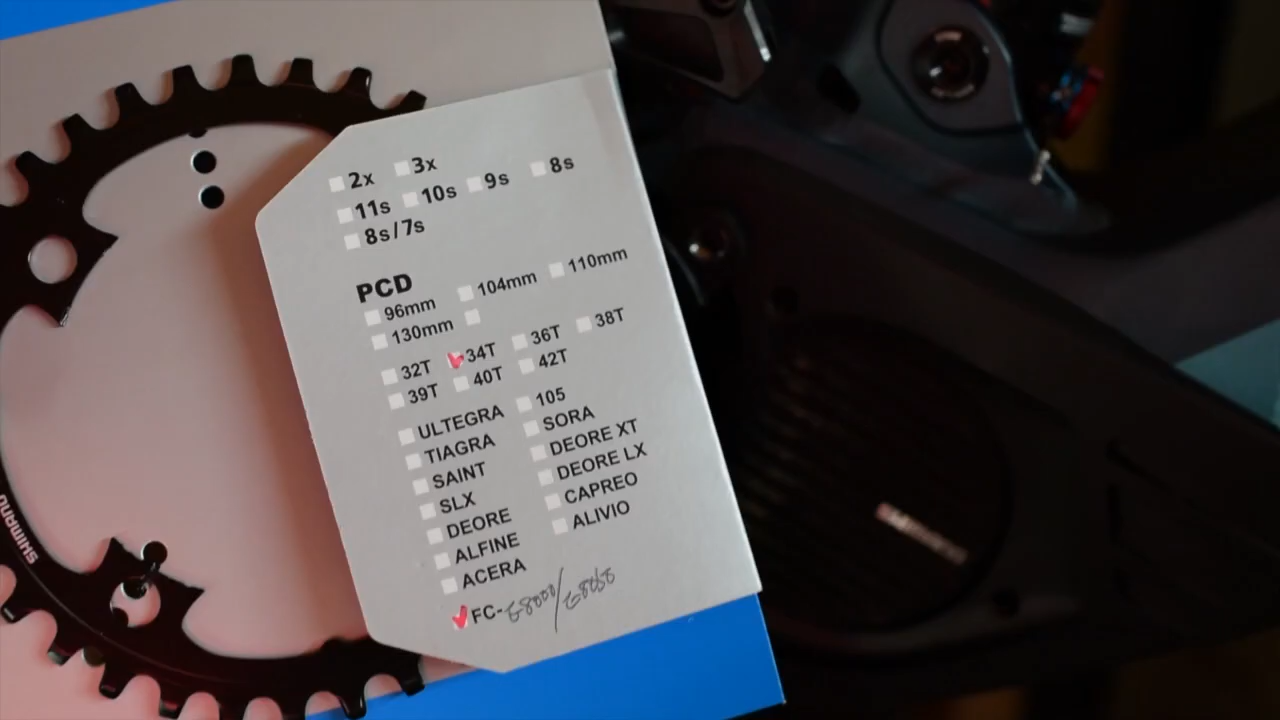 2x 3x
11s 10s 9s 8s
8s/7s
PCD
96mm 104mm 110mm
130mm
32T 34T 36T 38T
39T 40T 42T
ULTEGRA 105
TIAGRA SORA
SAINT DEORE XT
SLX DEORE LX
DEORE CAPREO
ALFINE ALIVIO
ACERA
FC-E8000/E8050
SHIMANO